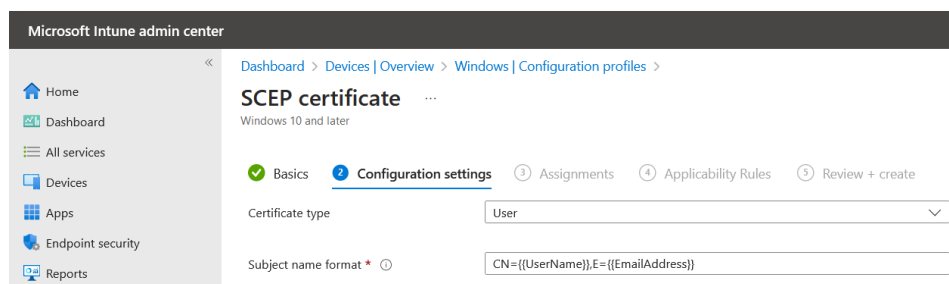 Microsoft Intune admin center
«
Home
Dashboard
All services
Devices
Apps
Endpoint security
Reports
Dashboard > Devices | Overview > Windows | Configuration profiles >
SCEP certificate ...
Windows 10 and later
Basics 2 Configuration settings 3 Assignments 4 Applicability Rules 5 Review + create
Certificate type User
Subject name format * CN={{UserName}},E={{EmailAddress}}